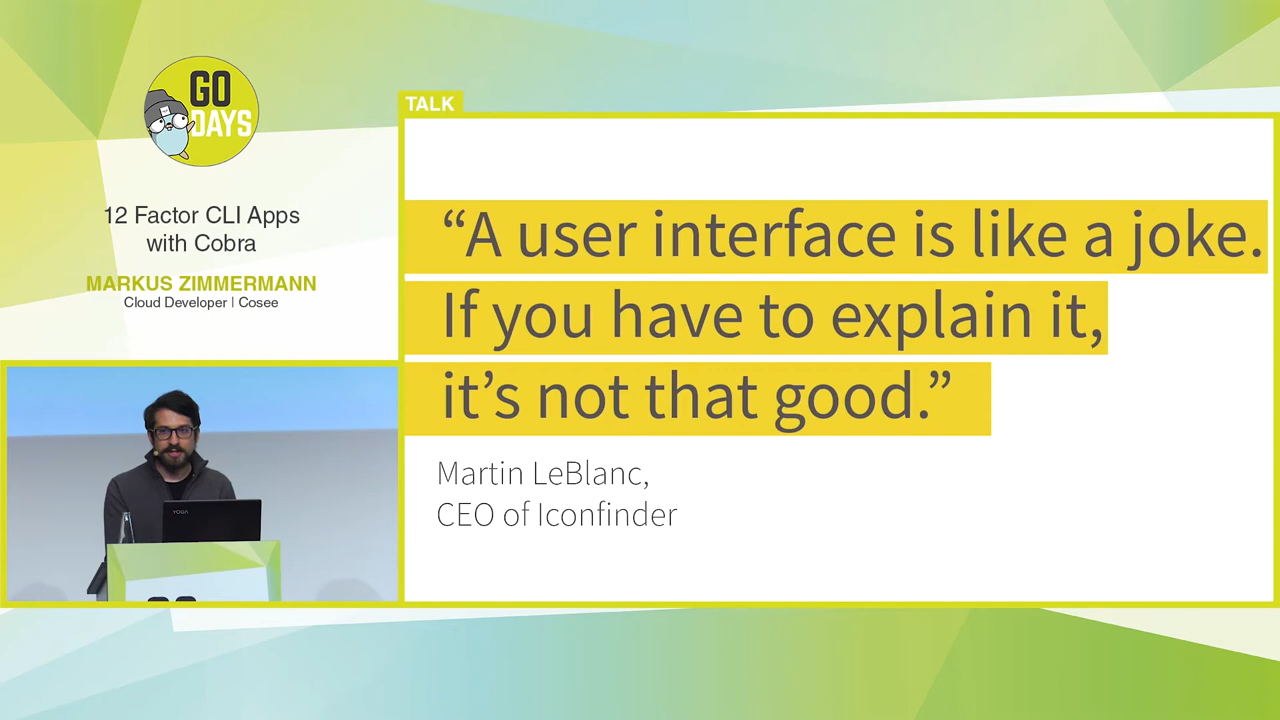 GO
DAYS
12 Factor CLI Apps
with Cobra
MARKUS ZIMMERMANN
Cloud Developer | Cosee
TALK
“A user interface is like a joke.
If you have to explain it,
it’s not that good.”
Martin LeBlanc,
CEO of Iconfinder
YOGA